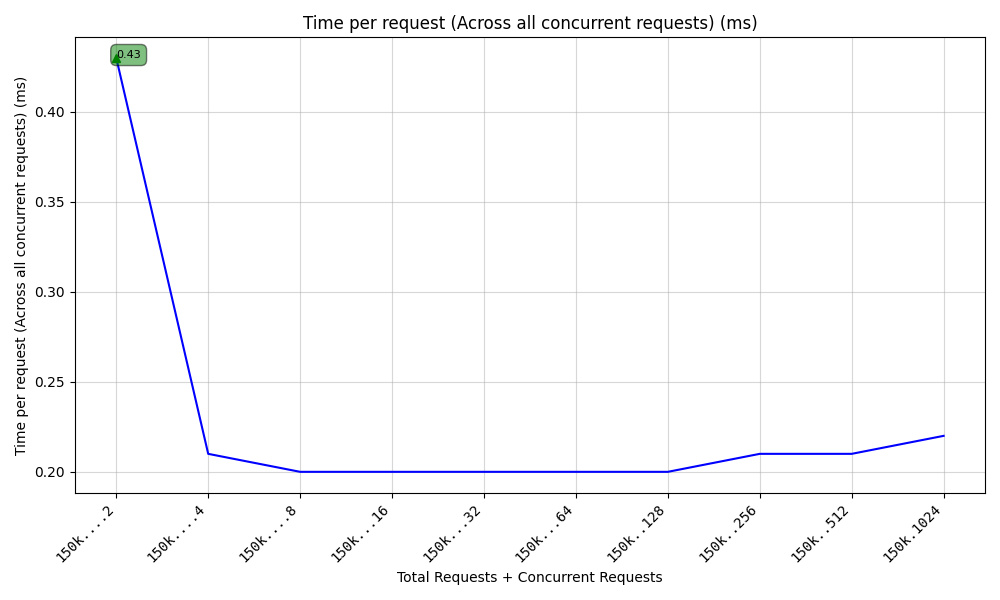 Time per request (Across all concurrent requests) (ms)
0.43
Time per request (Across all concurrent requests) (ms)
0.40
0.35
0.30
0.25
0.20
150k....2
150k....4
150k....8
150k...16
150k...32
150k...64
150k..128
150k..256
150k..512
150k.1024
Total Requests + Concurrent Requests